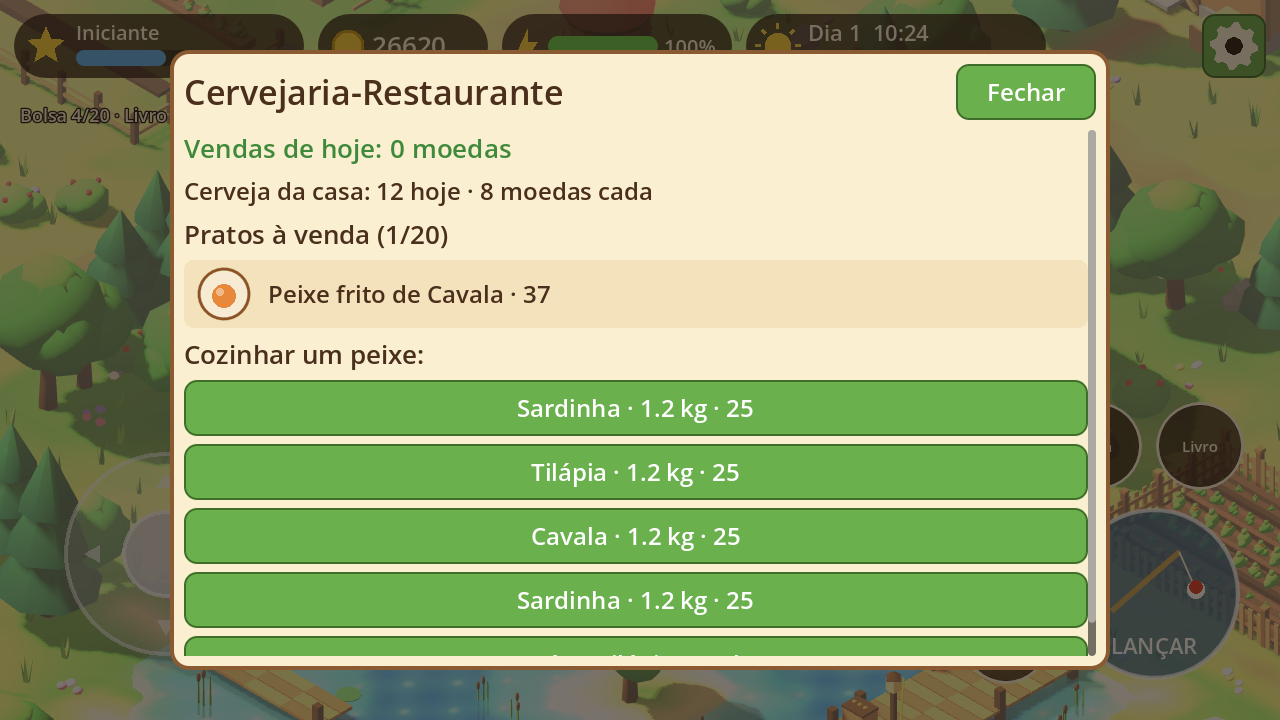 Iniciante
26620
100%
Dia 1 10:24
Bolsa 4/20 · Livro
Cervejaria-Restaurante
Fechar
Vendas de hoje: 0 moedas
Cerveja da casa: 12 hoje · 8 moedas cada
Pratos à venda (1/20)
Peixe frito de Cavala · 37
Cozinhar um peixe:
Sardinha · 1.2 kg · 25
Tilápia · 1.2 kg · 25
Cavala · 1.2 kg · 25
Sardinha · 1.2 kg · 25
Livro
LANÇAR